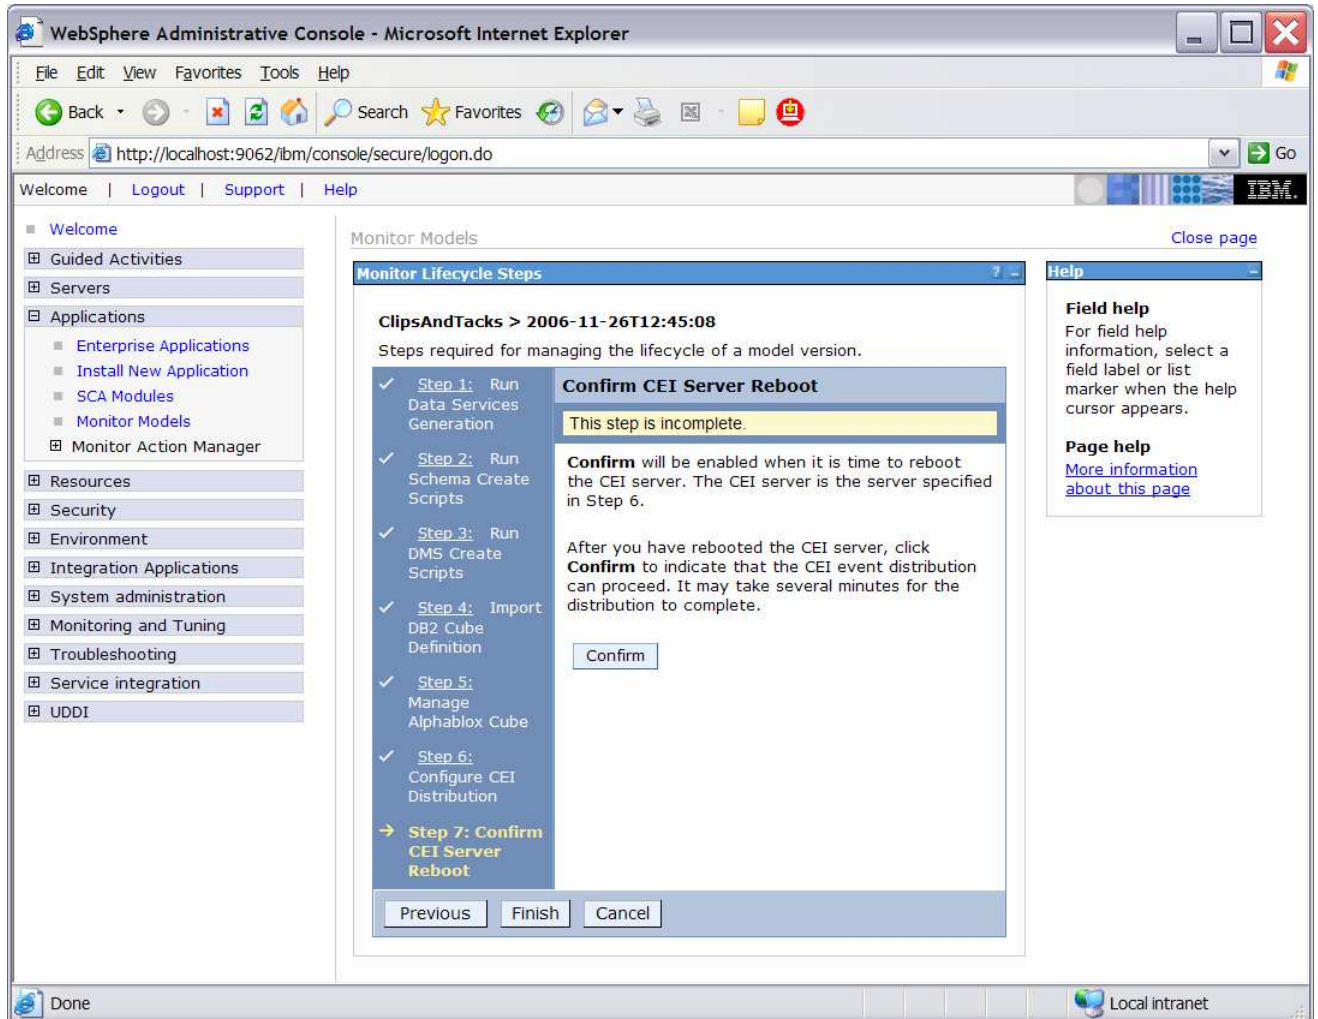 WebSphere Administrative Console - Microsoft Internet Explorer
File Edit View Favorites Tools Help
Back Search Favorites
Address http://localhost:9062/ibm/console/secure/logon.do Go
Welcome | Logout | Support | Help IBM.
Welcome
Guided Activities
Servers
Applications
Enterprise Applications
Install New Application
SCA Modules
Monitor Models
Monitor Action Manager
Resources
Security
Environment
Integration Applications
System administration
Monitoring and Tuning
Troubleshooting
Service integration
UDDI
Monitor Models Close page
Monitor Lifecycle Steps ? –
ClipsAndTacks > 2006-11-26T12:45:08
Steps required for managing the lifecycle of a model version.
Step 1: Run
Data Services
Generation
Step 2: Run
Schema Create
Scripts
Step 3: Run
DMS Create
Scripts
Step 4: Import
DB2 Cube
Definition
Step 5:
Manage
Alphablox Cube
Step 6:
Configure CEI
Distribution
Step 7: Confirm
CEI Server
Reboot
Confirm CEI Server Reboot
This step is incomplete.
Confirm will be enabled when it is time to reboot
the CEI server. The CEI server is the server specified
in Step 6.
After you have rebooted the CEI server, click
Confirm to indicate that the CEI event distribution
can proceed. It may take several minutes for the
distribution to complete.
Confirm
Previous Finish Cancel
Help –
Field help
For field help
information, select a
field label or list
marker when the help
cursor appears.
Page help
More information
about this page
Done Local intranet